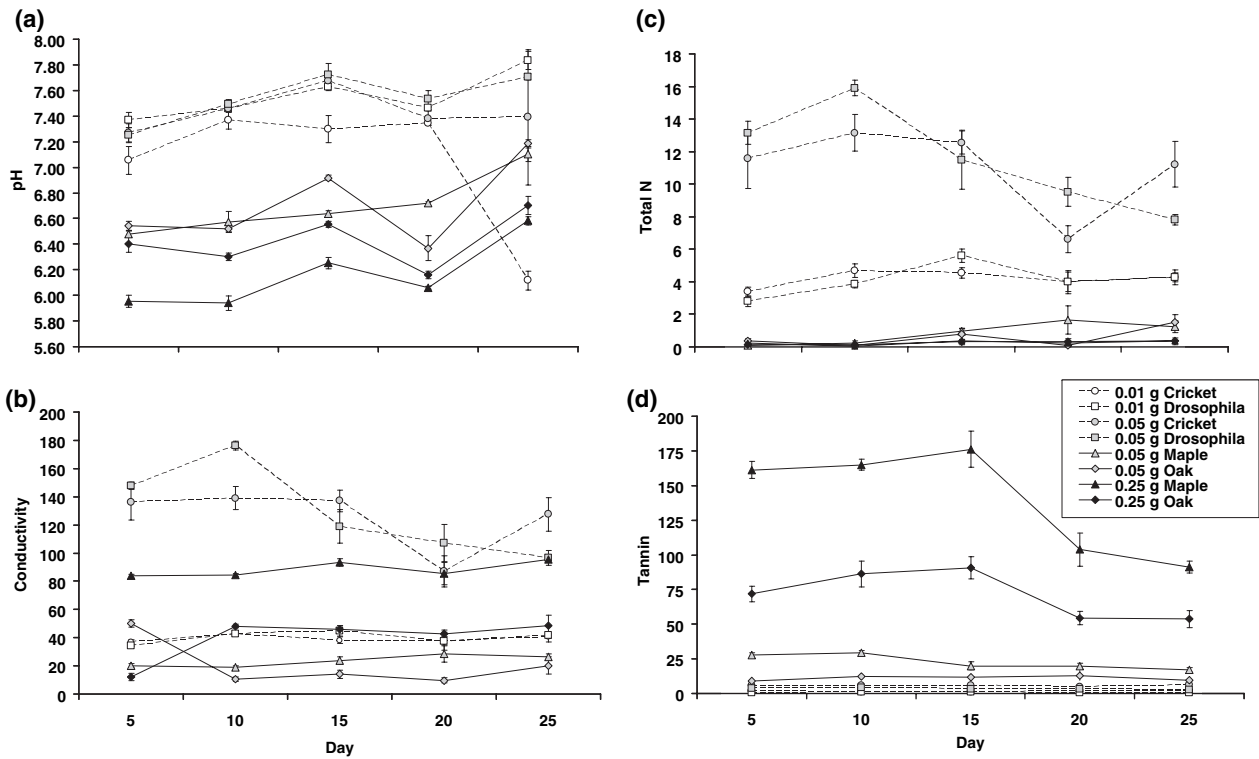 (a)
8.00
7.80
7.60
7.40
7.20
7.00
6.80
6.60
6.40
6.20
6.00
5.80
5.60
pH
(c)
18
16
14
12
10
8
6
4
2
0
Total N
(b)
200
180
160
140
120
100
80
60
40
20
0
Conductivity
5 10 15 20 25
Day
(d)
200
175
150
125
100
75
50
25
0
Tannin
5 10 15 20 25
Day
0.01 g Cricket
0.01 g Drosophila
0.05 g Cricket
0.05 g Drosophila
0.05 g Maple
0.05 g Oak
0.25 g Maple
0.25 g Oak